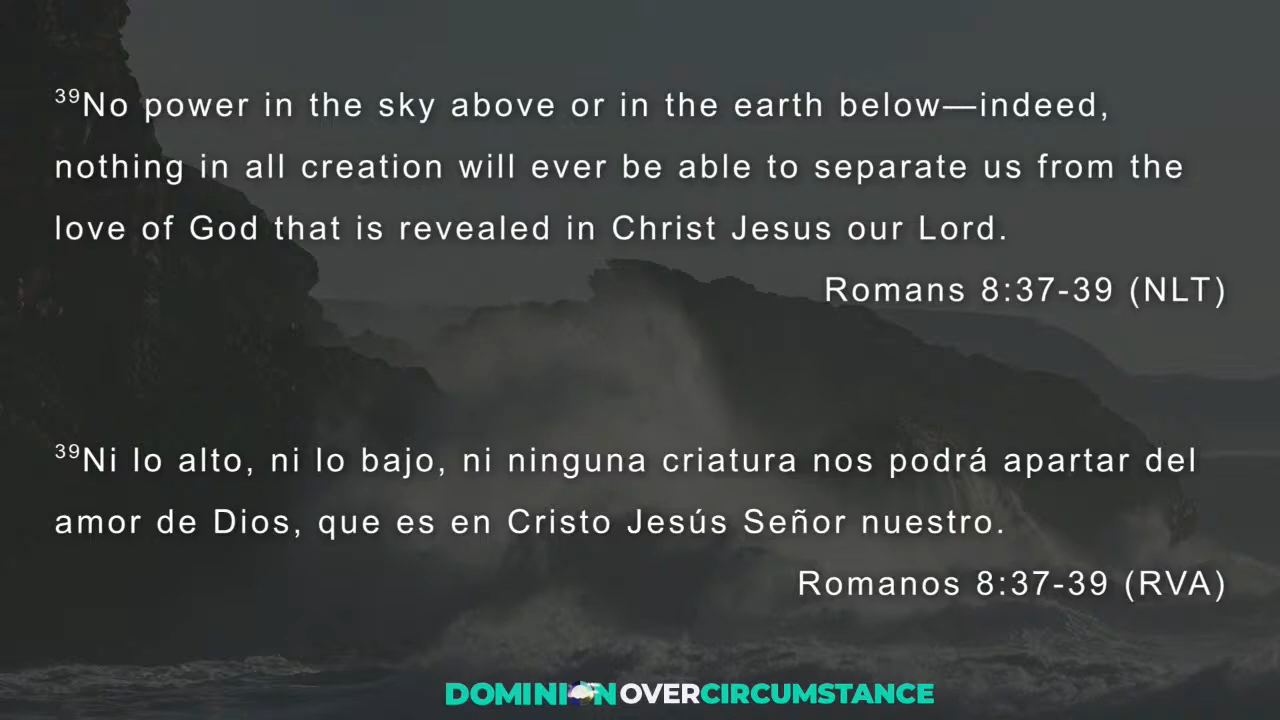 39No power in the sky above or in the earth below—indeed,
nothing in all creation will ever be able to separate us from the
love of God that is revealed in Christ Jesus our Lord.
Romans 8:37-39 (NLT)
39Ni lo alto, ni lo bajo, ni ninguna criatura nos podrá apartar del
amor de Dios, que es en Cristo Jesús Señor nuestro.
Romanos 8:37-39 (RVA)
DOMINION OVERCIRCUMSTANCE